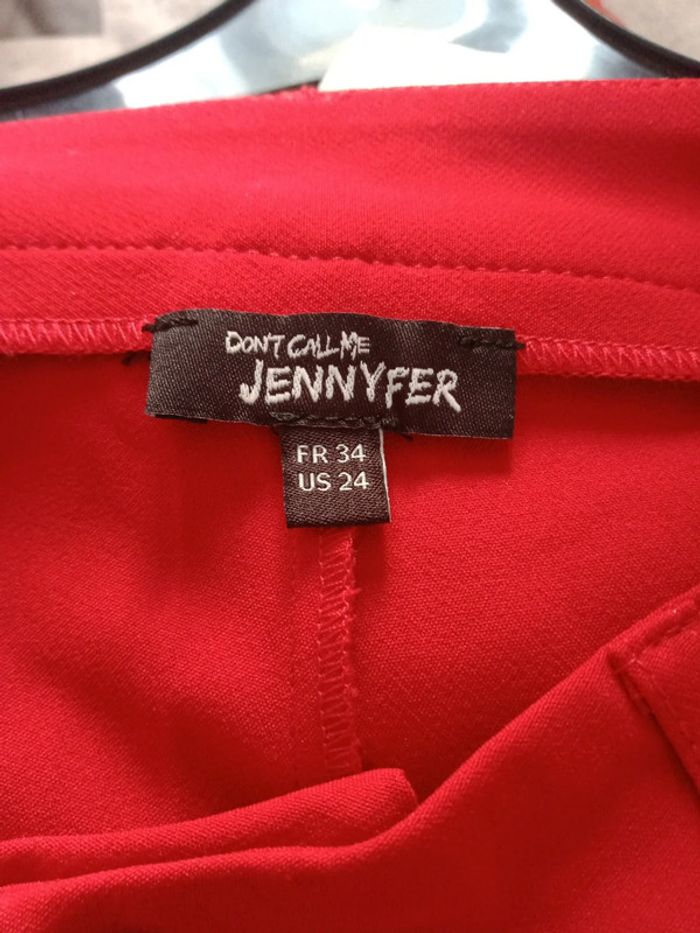 DON'T CALL ME
JENNYFER
FR 34
US 24